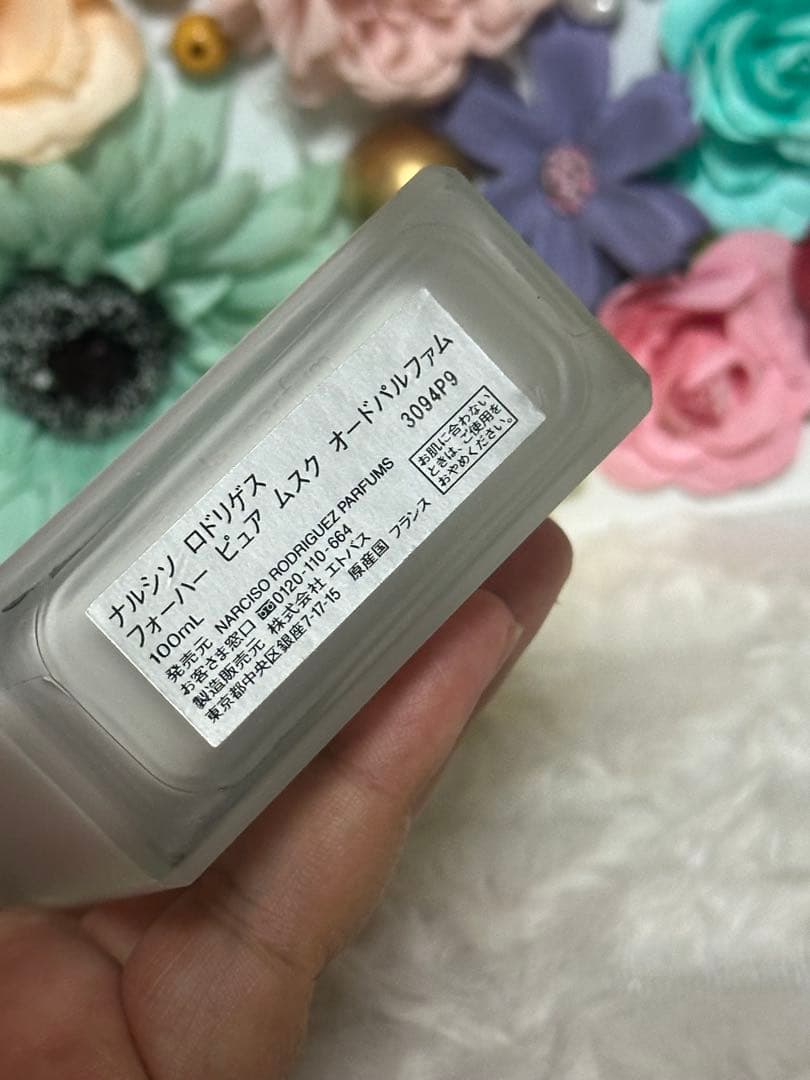 ナルシソ ロドリゲス
フォーハー ピュア ムスク オードパルファム
100mL
3094P9
発売元 NARCISO RODRIGUEZ PARFUMS
お客さま窓口 0120-110-664
製造販売元 株式会社 エトバス
東京都中央区銀座7-17-15 原産国 フランス
お肌に合わない
ときは、ご使用を
おやめください。